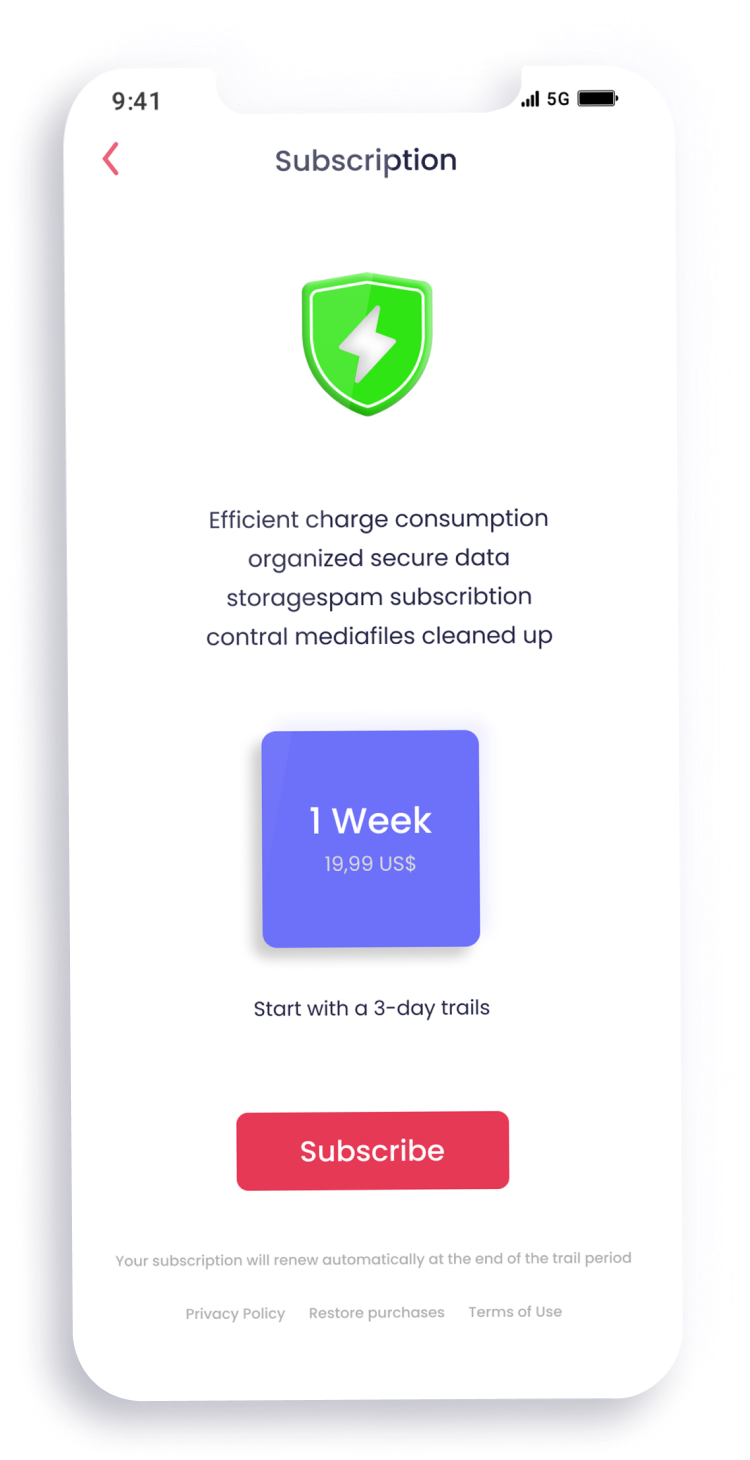 9:41
5G
Subscription
Efficient charge consumption
organized secure data
storagespam subscribtion
contral mediafiles cleaned up
1 Week
19,99 US$
Start with a 3-day trails
Subscribe
Your subscription will renew automatically at the end of the trail period
Privacy Policy Restore purchases Terms of Use